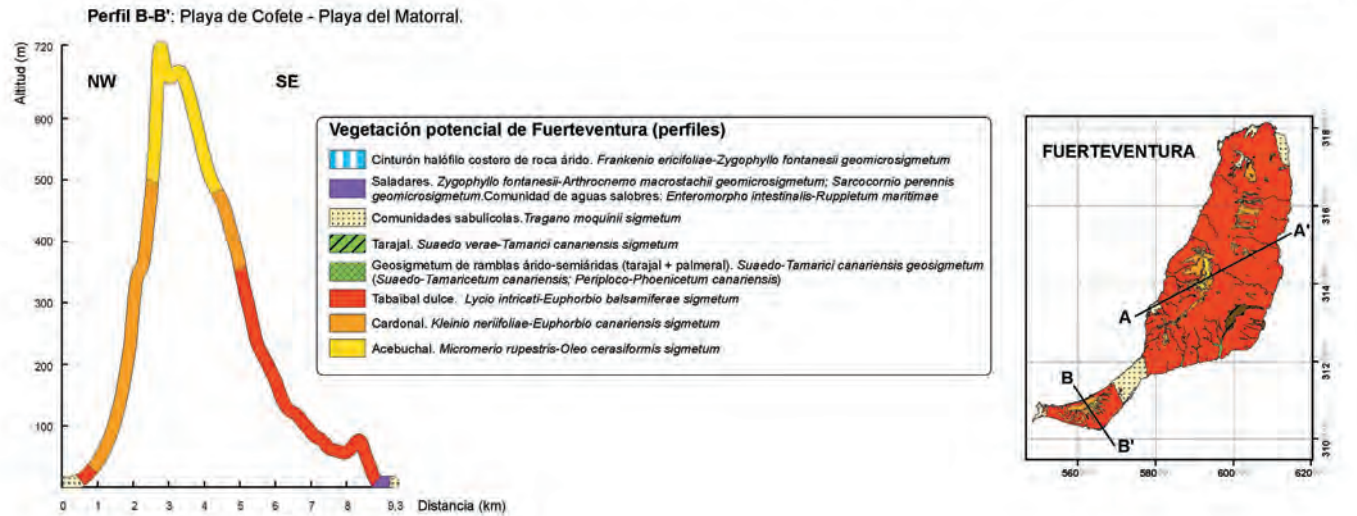 Perfil B-B': Playa de Cofete - Playa del Matorral.
Altitud (m)
720
600
500
400
300
200
100
NW
SE
0 1 2 3 4 5 6 7 8 9,3 Distancia (km)
Vegetación potencial de Fuerteventura (perfiles)
Cinturón halófilo costero de roca árido. Frankenio ericifoliae-Zygophyllo fontanesii geomicrosigmetum
Saladares. Zygophyllo fontanesii-Arthrocnemo macrostachii geomicrosigmetum; Sarcocornio perennis
geomicrosigmetum.Comunidad de aguas salobres: Enteromorpho intestinalis-Ruppletum maritimae
Comunidades sabulícolas.Tragano moquinii sigmetum
Tarajal. Suaedo verae-Tamarici canariensis sigmetum
Geosigmetum de ramblas árido-semiáridas (tarajal + palmeral). Suaedo-Tamarici canariensis geosigmetum
(Suaedo-Tamaricetum canariensis; Periploco-Phoenicetum canariensis)
Tabaibal dulce. Lycio intricati-Euphorbio balsamiferae sigmetum
Cardonal. Kleinio neriifoliae-Euphorbio canariensis sigmetum
Acebuchal. Micromerio rupestris-Oleo cerasiformis sigmetum
FUERTEVENTURA
A'
A
B
B'
318
316
314
312
310
560 580 600 620